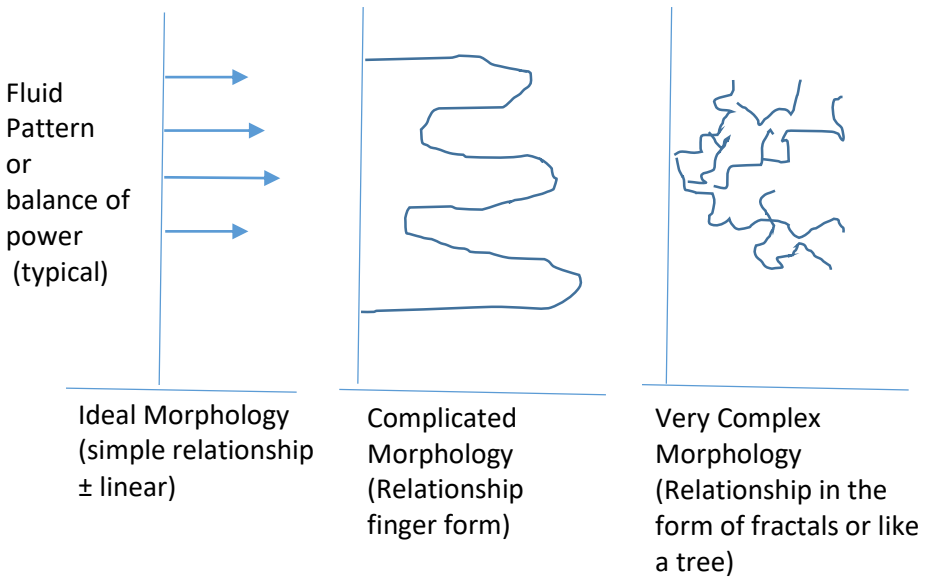 Fluid
Pattern
or
balance of
power
(typical)
Ideal Morphology
(simple relationship
± linear)
Complicated
Morphology
(Relationship
finger form)
Very Complex
Morphology
(Relationship in the
form of fractals or like
a tree)